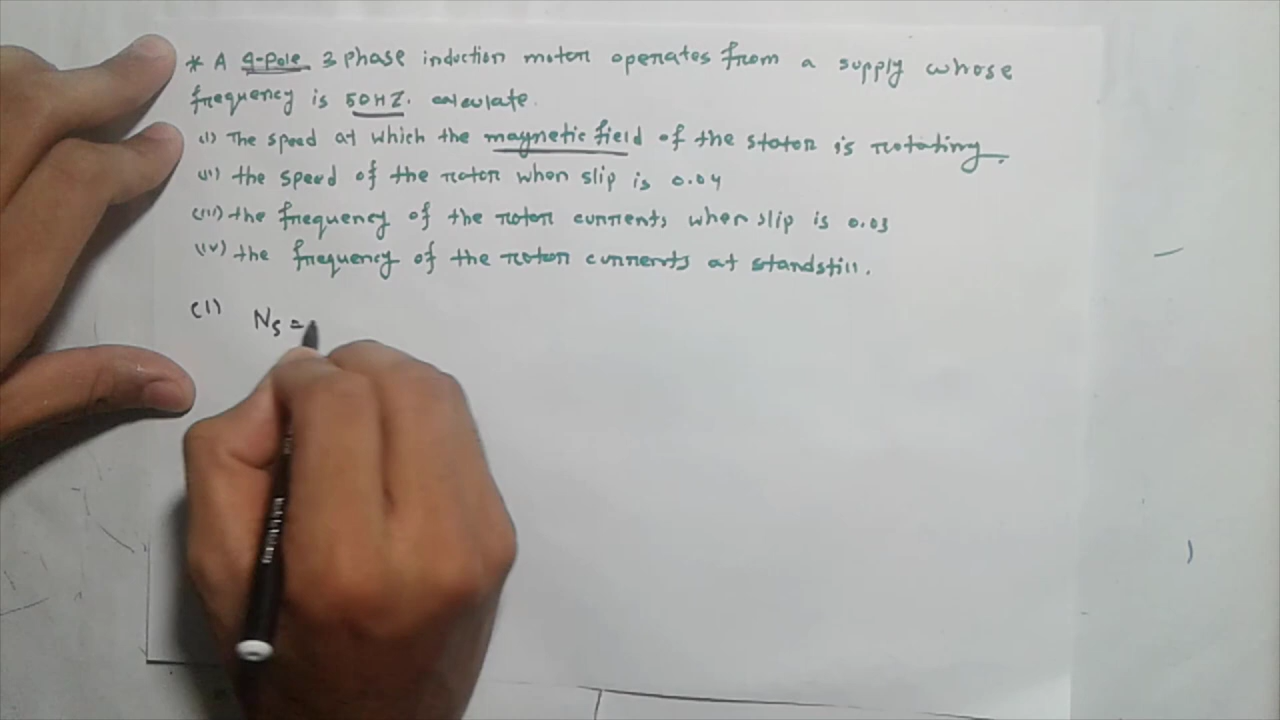 * A 4-Pole 3 phase induction moton openates from a supply whose
frequency is 50HZ. calculate.
(I) The speed at which the magnetic field of the stator is rotating.
(II) the speed of the rotor when slip is 0.04
(III) the frequency of the rotor currents when slip is 0.03
(IV) the frequency of the rotor currents at standstill.
(I) Ns =